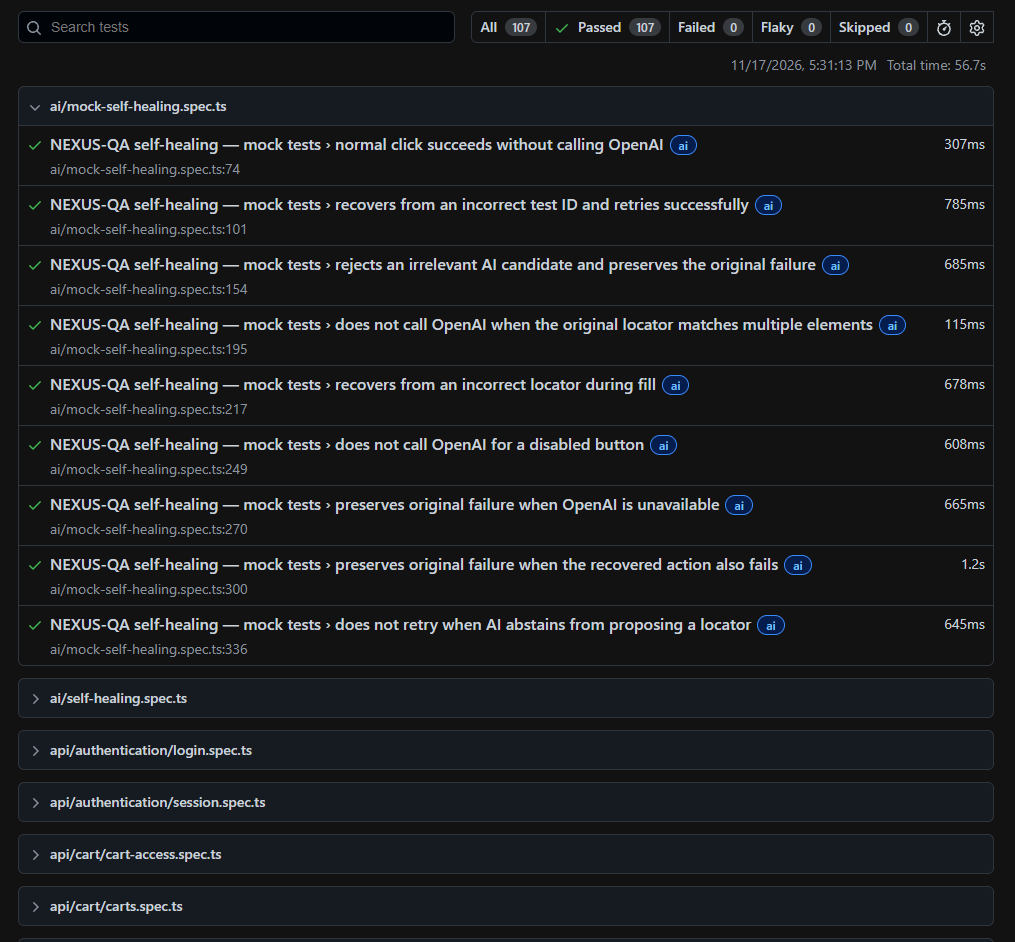 Search tests
All 107 Passed 107 Failed 0 Flaky 0 Skipped 0
11/17/2026, 5:31:13 PM Total time: 56.7s
ai/mock-self-healing.spec.ts
NEXUS-QA self-healing — mock tests › normal click succeeds without calling OpenAI ai 307ms
ai/mock-self-healing.spec.ts:74
NEXUS-QA self-healing — mock tests › recovers from an incorrect test ID and retries successfully ai 785ms
ai/mock-self-healing.spec.ts:101
NEXUS-QA self-healing — mock tests › rejects an irrelevant AI candidate and preserves the original failure ai 685ms
ai/mock-self-healing.spec.ts:154
NEXUS-QA self-healing — mock tests › does not call OpenAI when the original locator matches multiple elements ai 115ms
ai/mock-self-healing.spec.ts:195
NEXUS-QA self-healing — mock tests › recovers from an incorrect locator during fill ai 678ms
ai/mock-self-healing.spec.ts:217
NEXUS-QA self-healing — mock tests › does not call OpenAI for a disabled button ai 608ms
ai/mock-self-healing.spec.ts:249
NEXUS-QA self-healing — mock tests › preserves original failure when OpenAI is unavailable ai 665ms
ai/mock-self-healing.spec.ts:270
NEXUS-QA self-healing — mock tests › preserves original failure when the recovered action also fails ai 1.2s
ai/mock-self-healing.spec.ts:300
NEXUS-QA self-healing — mock tests › does not retry when AI abstains from proposing a locator ai 645ms
ai/mock-self-healing.spec.ts:336
ai/self-healing.spec.ts
api/authentication/login.spec.ts
api/authentication/session.spec.ts
api/cart/cart-access.spec.ts
api/cart/carts.spec.ts